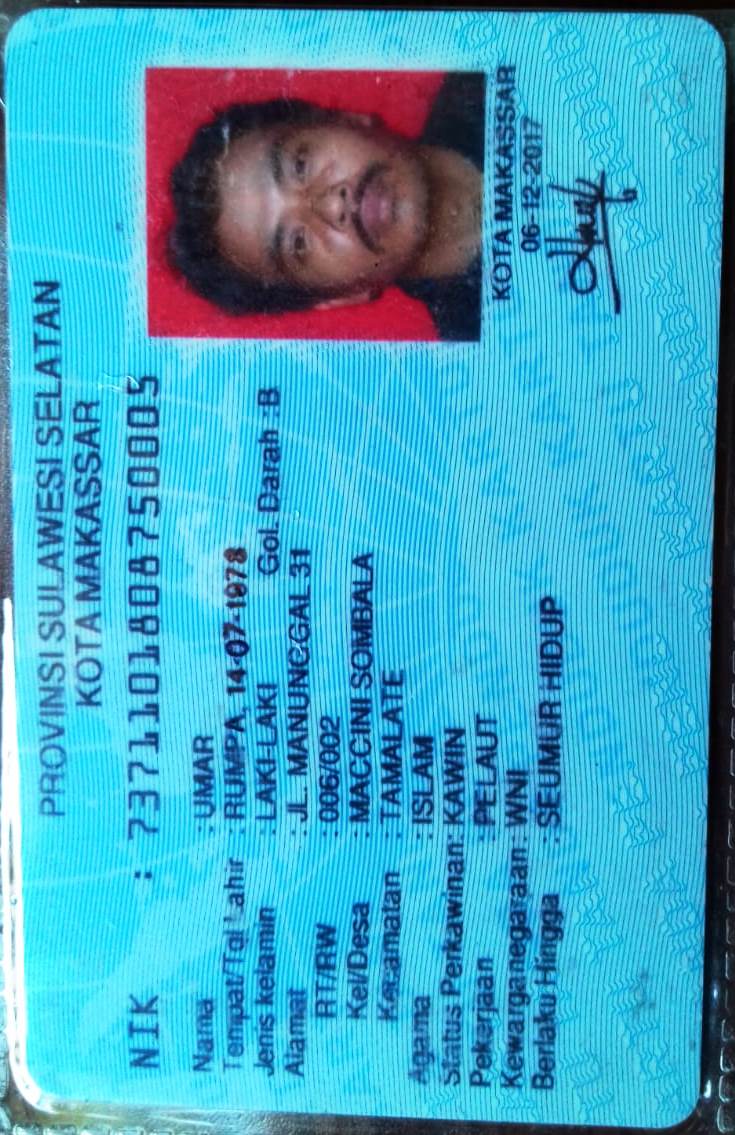 PROVINSI SULAWESI SELATAN
KOTA MAKASSAR
NIK : 7371101808750005
Nama : UMAR
Tempat/Tgl Lahir : RUMPA, 14-07-1978
Jenis kelamin : LAKI-LAKI Gol. Darah : B
Alamat : JL. MANUNGGAL 31
RT/RW : 006/002
Kel/Desa : MACCINI SOMBALA
Kecamatan : TAMALATE
Agama : ISLAM
Status Perkawinan: KAWIN
Pekerjaan : PELAUT
Kewarganegaraan: WNI
Berlaku Hingga : SEUMUR HIDUP
KOTA MAKASSAR
06-12-2017